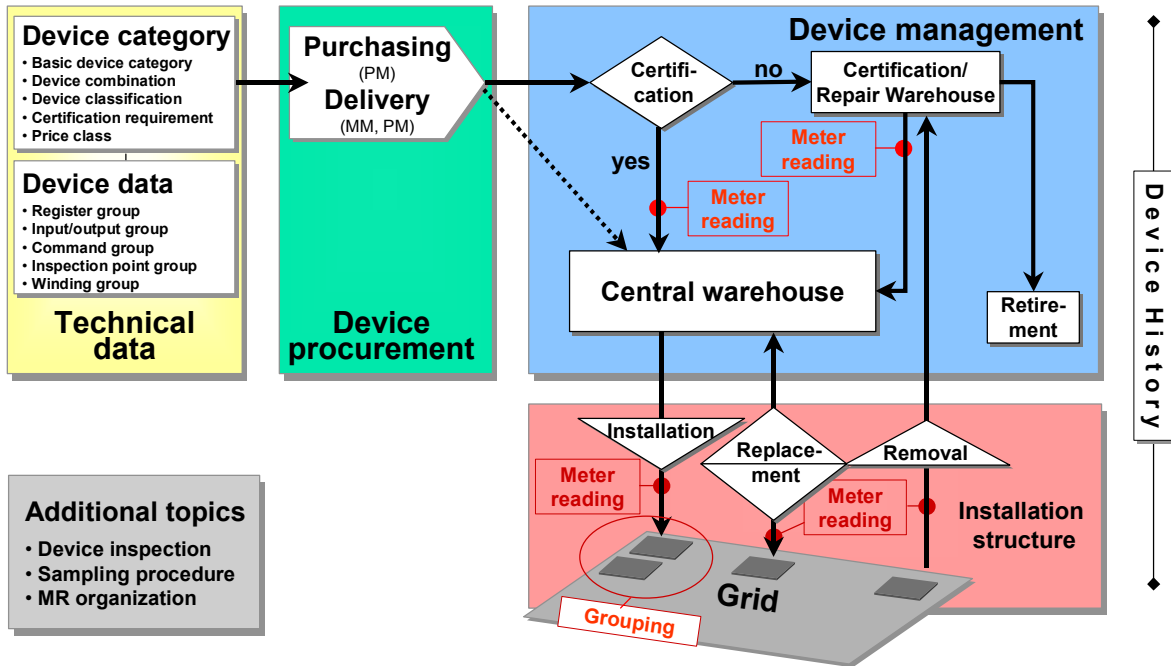 Device category
• Basic device category
• Device combination
• Device classification
• Certification requirement
• Price class
Device data
• Register group
• Input/output group
• Command group
• Inspection point group
• Winding group
Technical
data
Purchasing
(PM)
Delivery
(MM, PM)
Device
procurement
Device management
Certifi-
cation
no
yes
Certification/
Repair Warehouse
Meter
reading
Meter
reading
Central warehouse
Retire-
ment
Installation
Replace-
ment
Removal
Meter
reading
Meter
reading
Installation
structure
Grid
Grouping
Device History
Additional topics
• Device inspection
• Sampling procedure
• MR organization